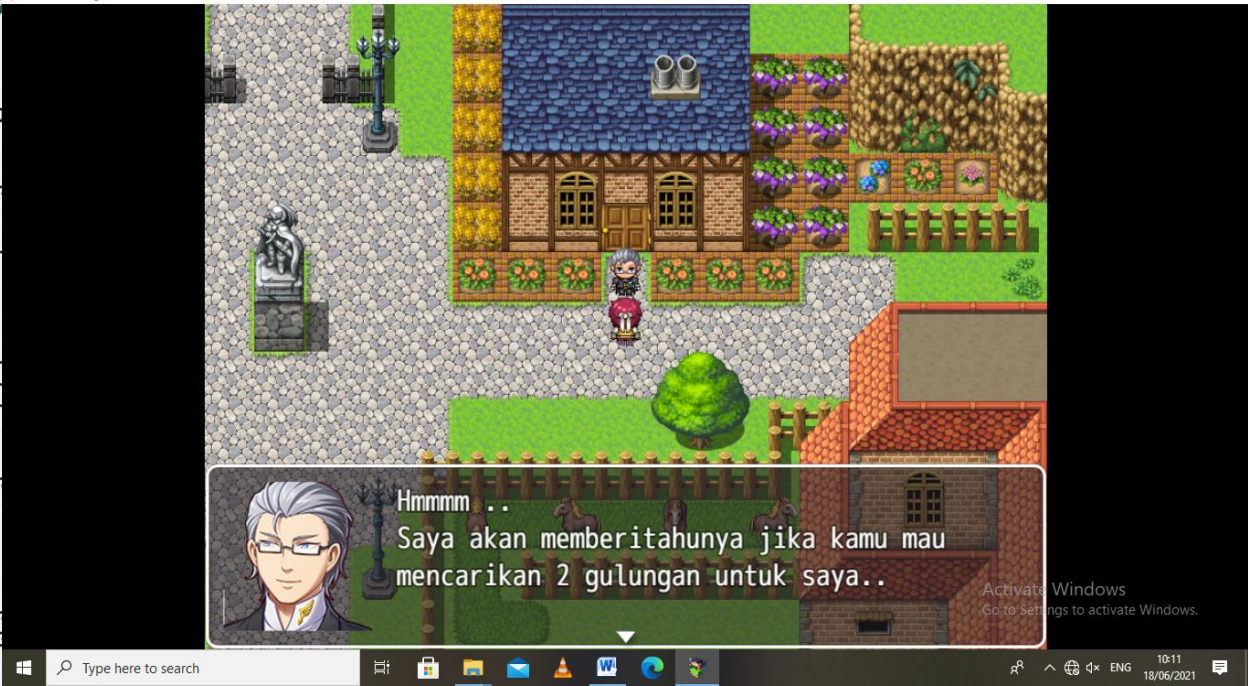 Hmmmm ..
Saya akan memberitahunya jika kamu mau
mencarikan 2 gulungan untuk saya..
Activate Windows
Go to Settings to activate Windows.
Type here to search
ENG
10:11
18/06/2021